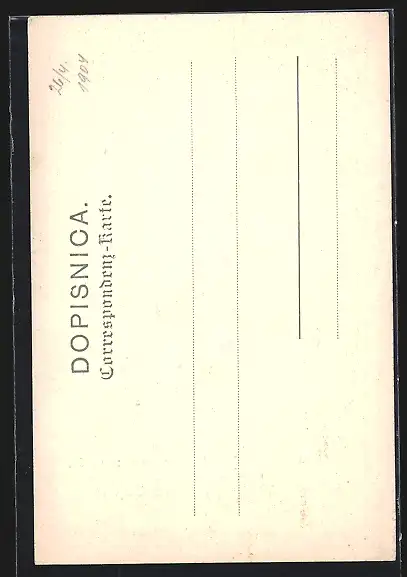 26/4.
1904
DOPISNICA.
Correspondenz-Karte.